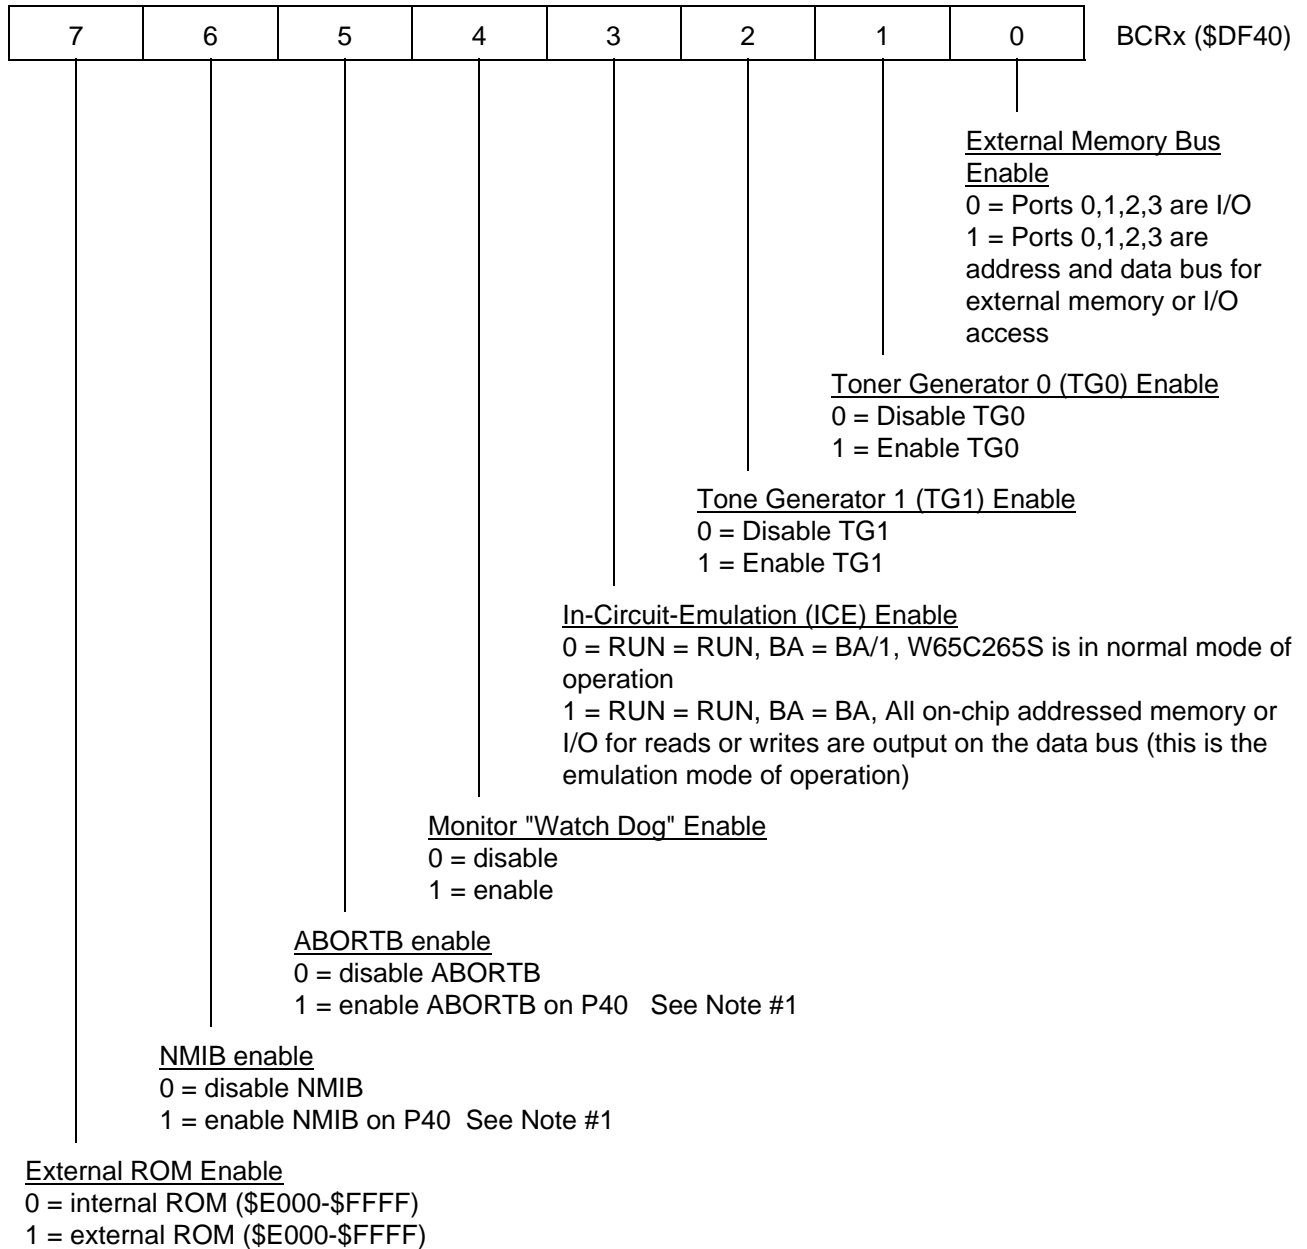 7 6 5 4 3 2 1 0 BCRx ($DF40)
External Memory Bus
Enable
0 = Ports 0,1,2,3 are I/O
1 = Ports 0,1,2,3 are
address and data bus for
external memory or I/O
access
Toner Generator 0 (TG0) Enable
0 = Disable TG0
1 = Enable TG0
Tone Generator 1 (TG1) Enable
0 = Disable TG1
1 = Enable TG1
In-Circuit-Emulation (ICE) Enable
0 = RUN = RUN, BA = BA/1, W65C265S is in normal mode of
operation
1 = RUN = RUN, BA = BA, All on-chip addressed memory or
I/O for reads or writes are output on the data bus (this is the
emulation mode of operation)
Monitor "Watch Dog" Enable
0 = disable
1 = enable
ABORTB enable
0 = disable ABORTB
1 = enable ABORTB on P40 See Note #1
NMIB enable
0 = disable NMIB
1 = enable NMIB on P40 See Note #1
External ROM Enable
0 = internal ROM ($E000-$FFFF)
1 = external ROM ($E000-$FFFF)